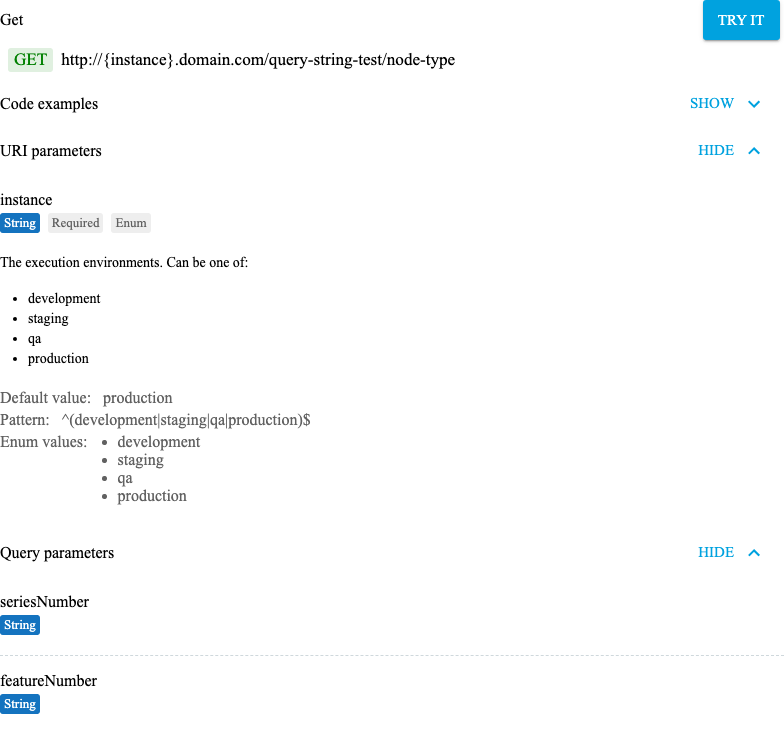 Get
TRY IT
GET http://{instance}.domain.com/query-string-test/node-type
Code examples SHOW
URI parameters HIDE
instance
String Required Enum
The execution environments. Can be one of:
• development
• staging
• qa
• production
Default value: production
Pattern: ^(development|staging|qa|production)$
Enum values: • development
• staging
• qa
• production
Query parameters HIDE
seriesNumber
String
featureNumber
String